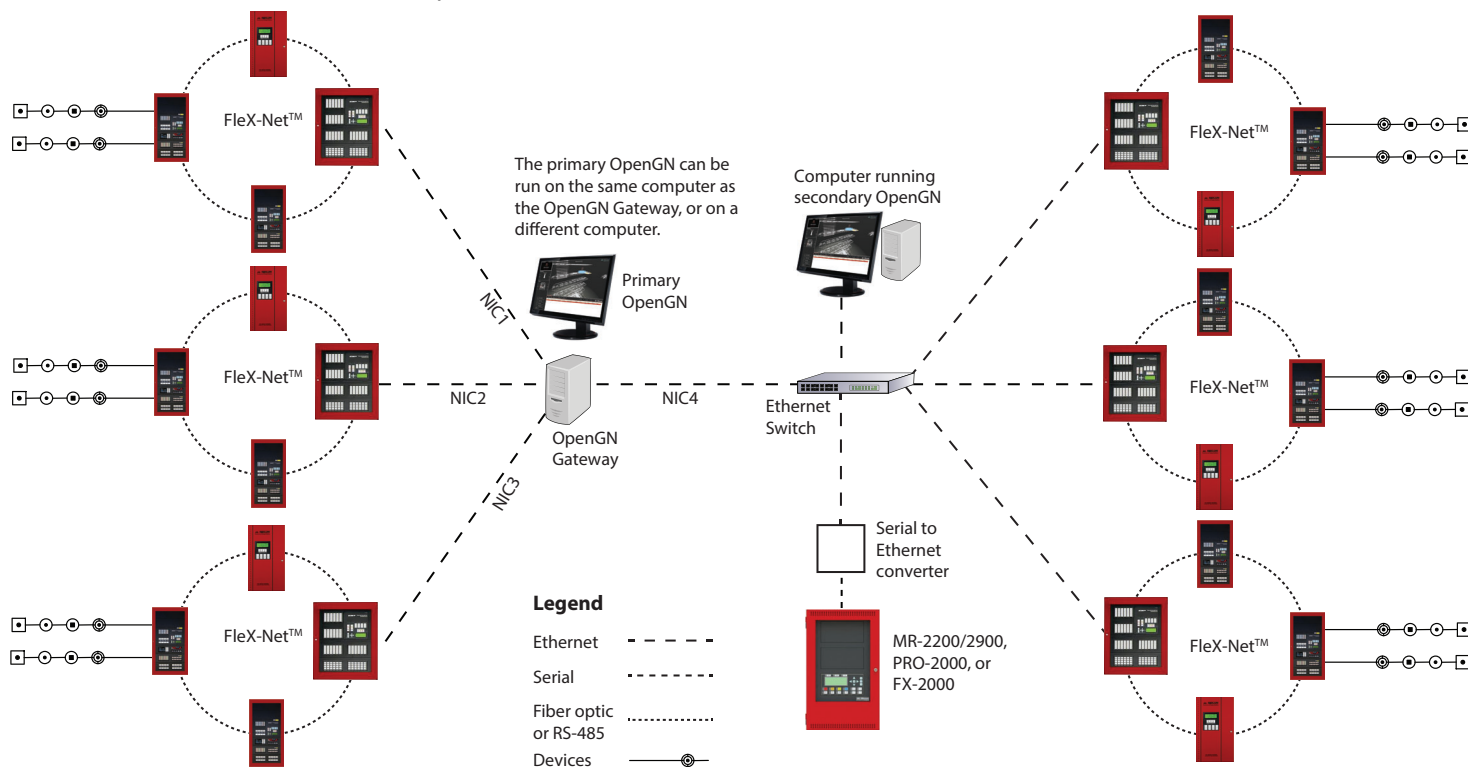 FleX-Net™
FleX-Net™
FleX-Net™
The primary OpenGN can be
run on the same computer as
the OpenGN Gateway, or on a
different computer.
Primary
OpenGN
NIC1
NIC2
NIC3
NIC4
OpenGN
Gateway
Computer running
secondary OpenGN
Ethernet
Switch
Serial to
Ethernet
converter
MR-2200/2900,
PRO-2000, or
FX-2000
FleX-Net™
FleX-Net™
FleX-Net™
Legend
Ethernet
Serial
Fiber optic
or RS-485
Devices